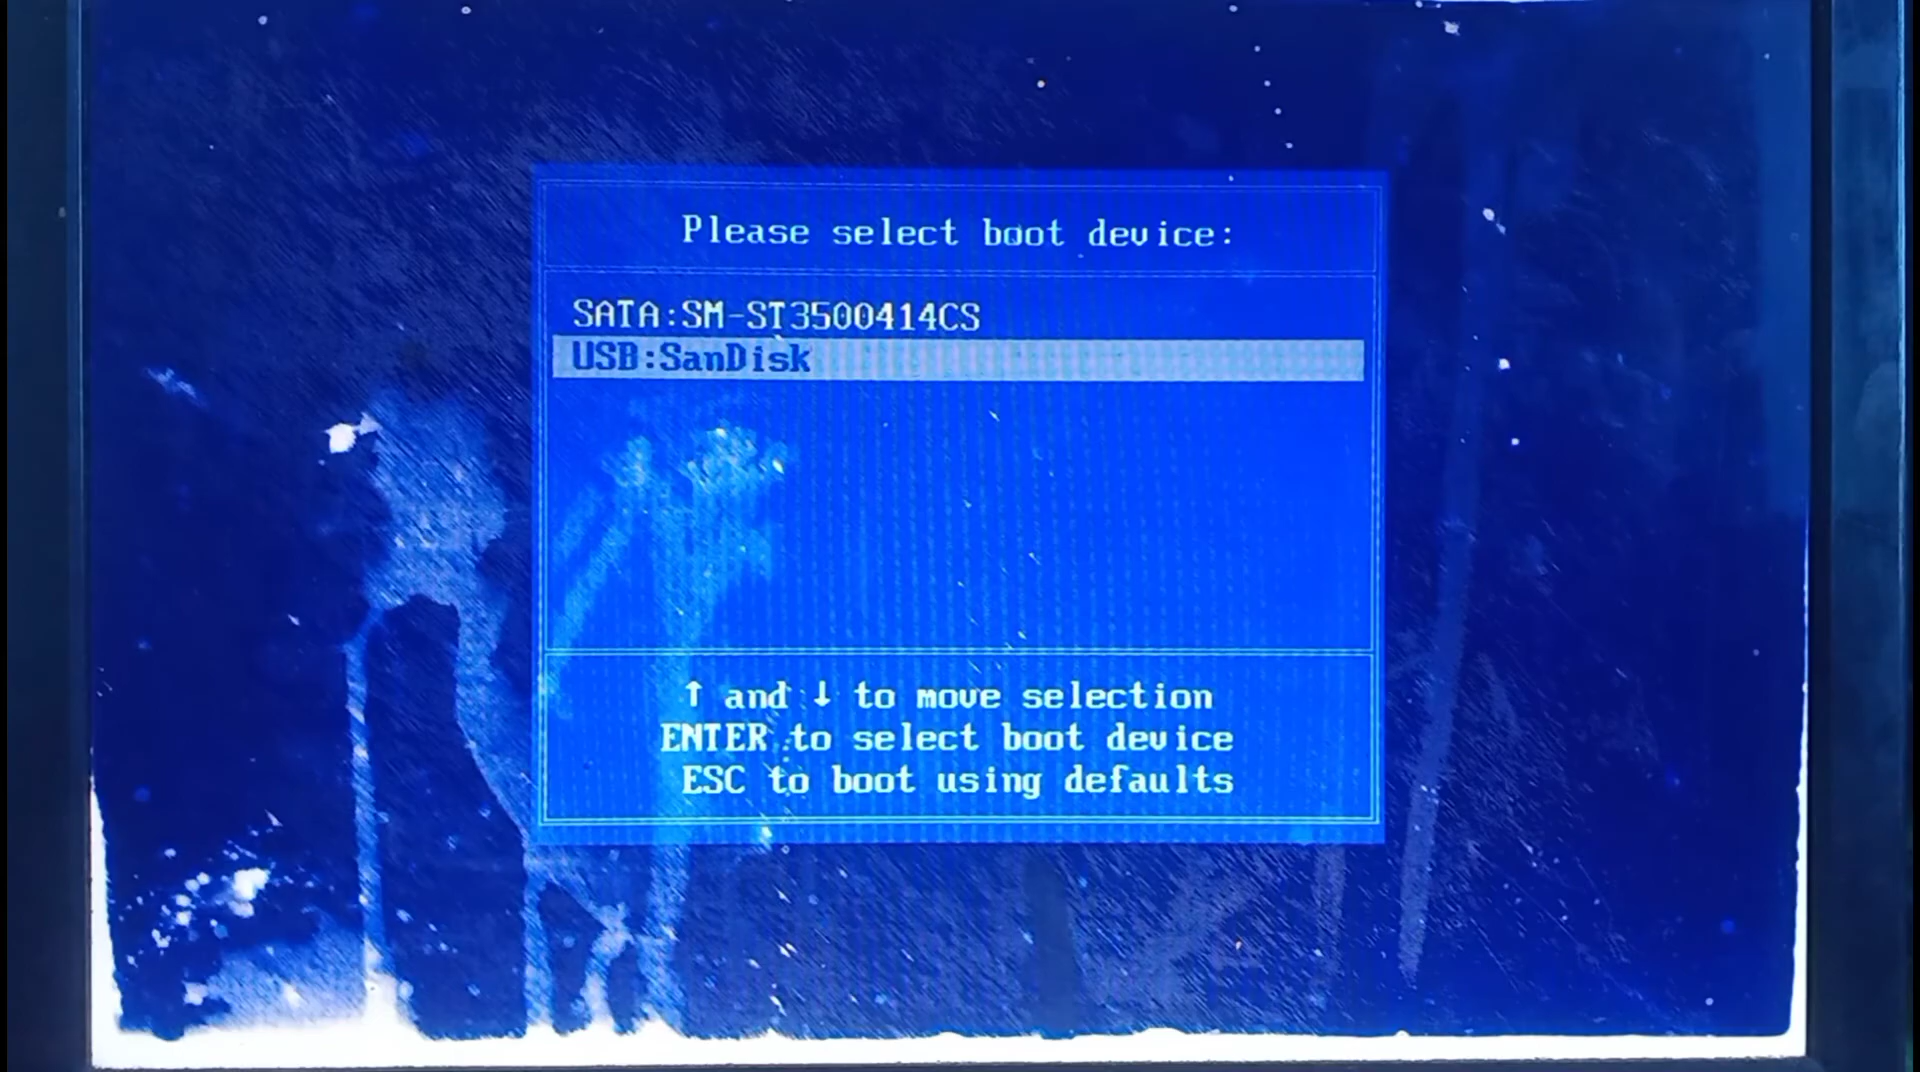 Please select boot device:
SATA:SM-ST3500414CS
USB:SanDisk
↑ and ↓ to move selection
ENTER to select boot device
ESC to boot using defaults